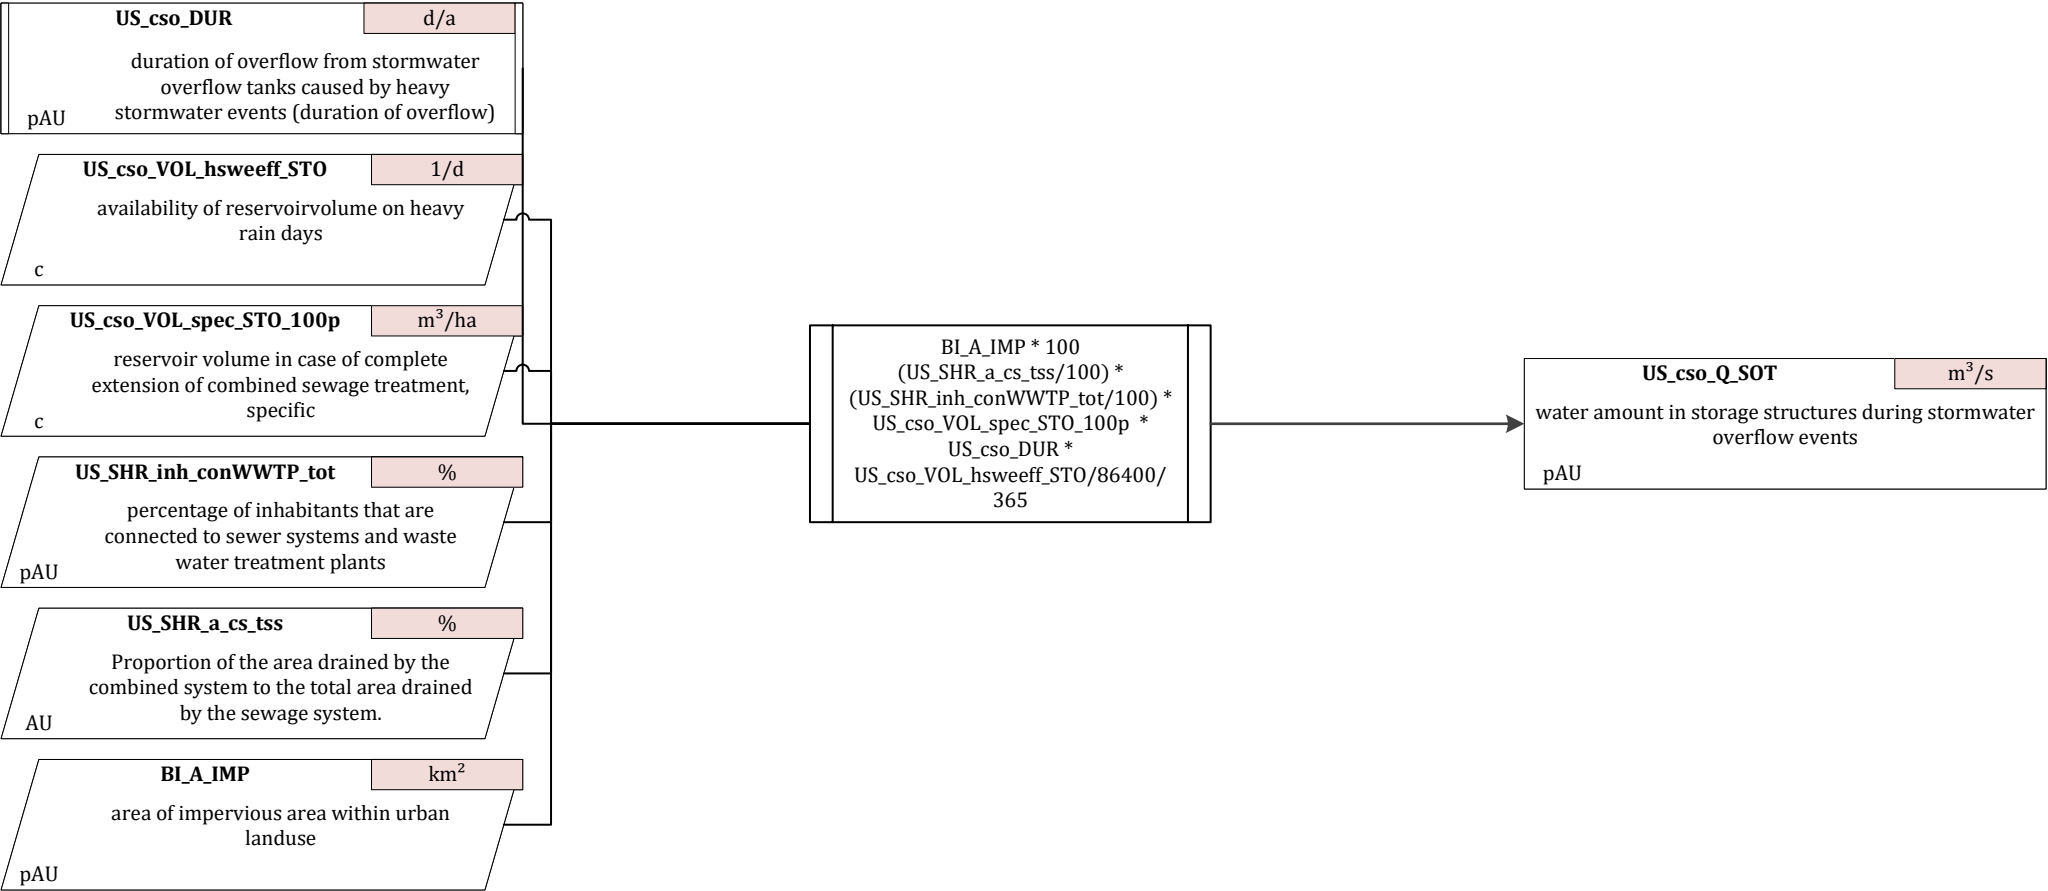 US_cso_DUR
d/a
duration of overflow from stormwater
overflow tanks caused by heavy
stormwater events (duration of overflow)
pAU
US_cso_VOL_hsweeff_STO
1/d
availability of reservoirvolume on heavy
rain days
c
US_cso_VOL_spec_STO_100p
m³/ha
reservoir volume in case of complete
extension of combined sewage treatment,
specific
c
US_SHR_inh_conWWTP_tot
%
percentage of inhabitants that are
connected to sewer systems and waste
water treatment plants
pAU
US_SHR_a_cs_tss
%
Proportion of the area drained by the
combined system to the total area drained
by the sewage system.
AU
BI_A_IMP
km²
area of impervious area within urban
landuse
pAU
BI_A_IMP * 100
(US_SHR_a_cs_tss/100) *
(US_SHR_inh_conWWTP_tot/100) *
US_cso_VOL_spec_STO_100p *
US_cso_DUR *
US_cso_VOL_hsweeff_STO/86400/
365
US_cso_Q_SOT
m³/s
water amount in storage structures during stormwater
overflow events
pAU